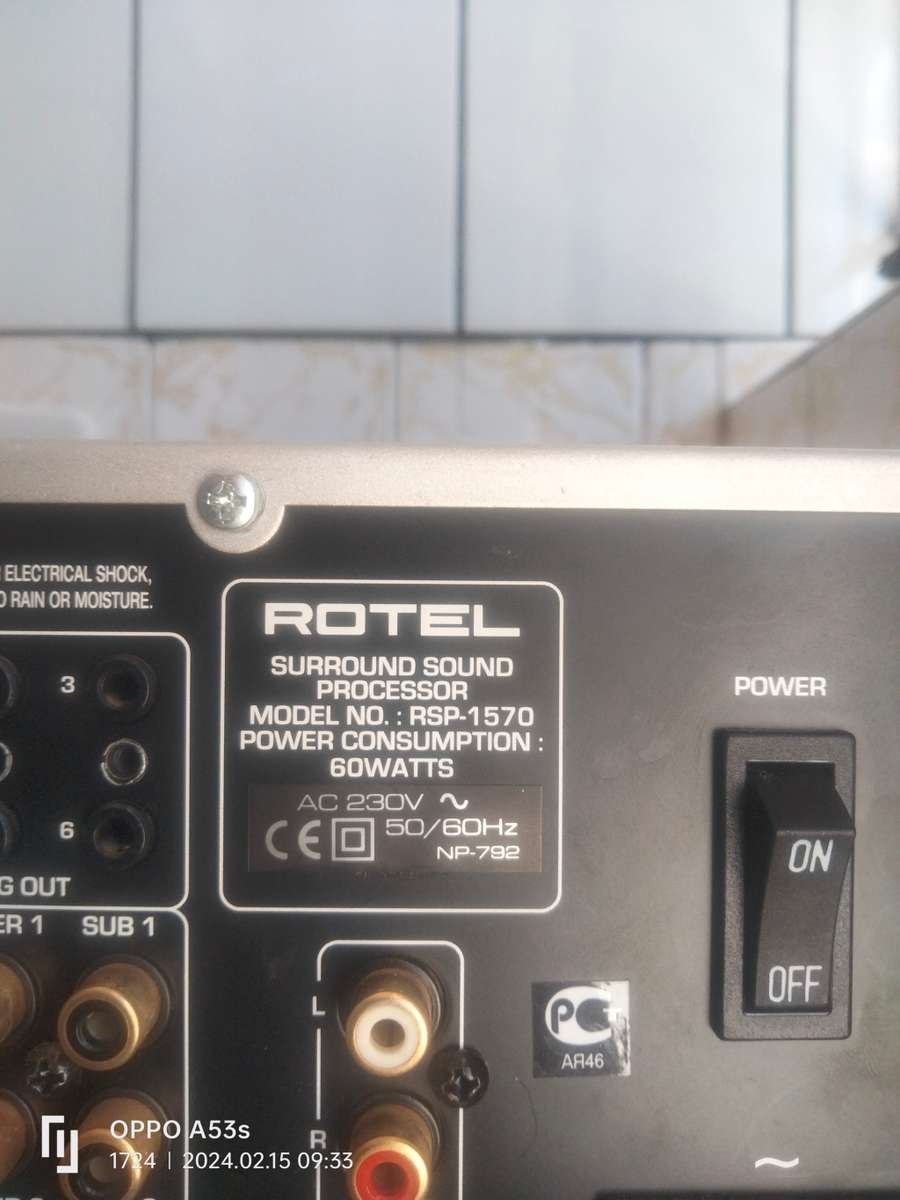 ELECTRICAL SHOCK,
RAIN OR MOISTURE.
3
6
G OUT
ER 1 SUB 1
ROTEL
SURROUND SOUND
PROCESSOR
MODEL NO. : RSP-1570
POWER CONSUMPTION :
60WATTS
AC 230V ~
CE 50/60Hz
NP-792
POWER
ON
OFF
L
R
РС
АЯ46
~
OPPO A53s
1724 | 2024.02.15 09:33